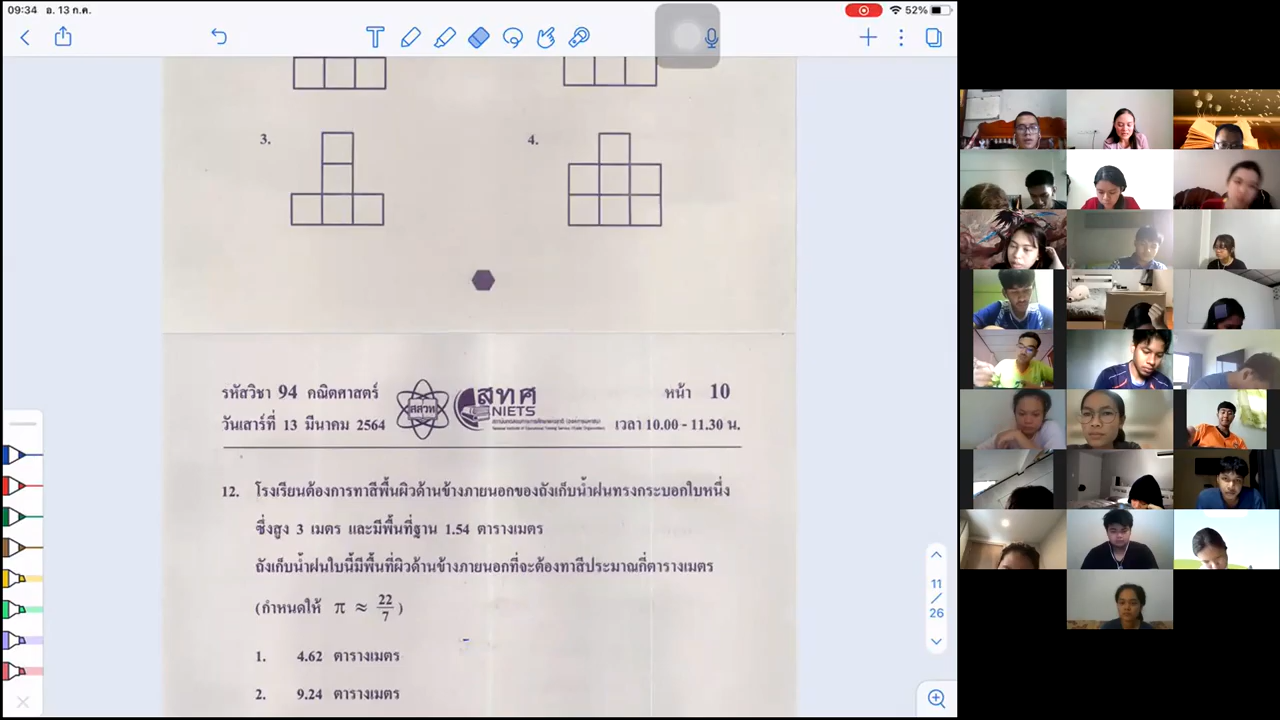 09:34 อ. 13 ก.ค.
52%
3.
4.
รหัสวิชา 94 คณิตศาสตร์
สสวท
สทศ
NIETS
หน้า 10
วันเสาร์ที่ 13 มีนาคม 2564
เวลา 10.00 - 11.30 น.
12. โรงเรียนต้องการทาสีพื้นผิวด้านข้างภายนอกของถังเก็บน้ำฝนทรงกระบอกใบหนึ่ง
ซึ่งสูง 3 เมตร และมีพื้นที่ฐาน 1.54 ตารางเมตร
ถังเก็บน้ำฝนใบนี้มีพื้นที่ผิวด้านข้างภายนอกที่จะต้องทาสีประมาณกี่ตารางเมตร
(กำหนดให้ π ≈ 22/7)
1. 4.62 ตารางเมตร
2. 9.24 ตารางเมตร
11
/
26